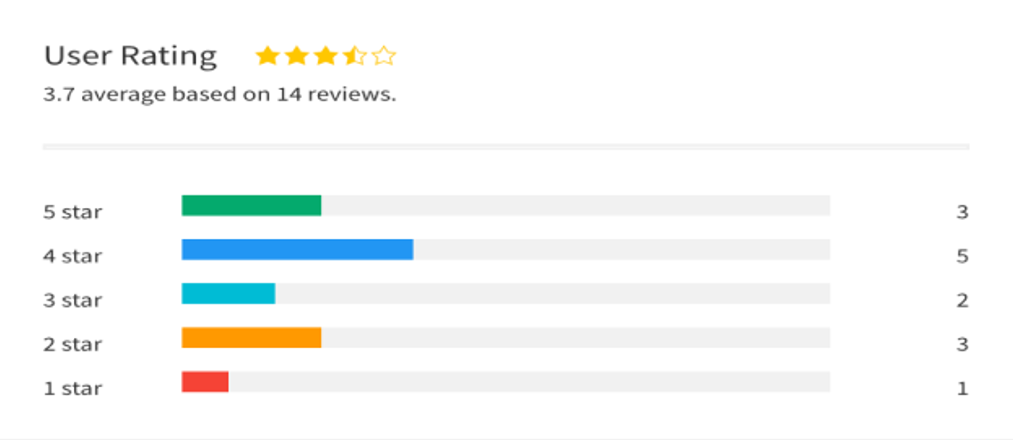 User Rating
3.7 average based on 14 reviews.
5 star 3
4 star 5
3 star 2
2 star 3
1 star 1